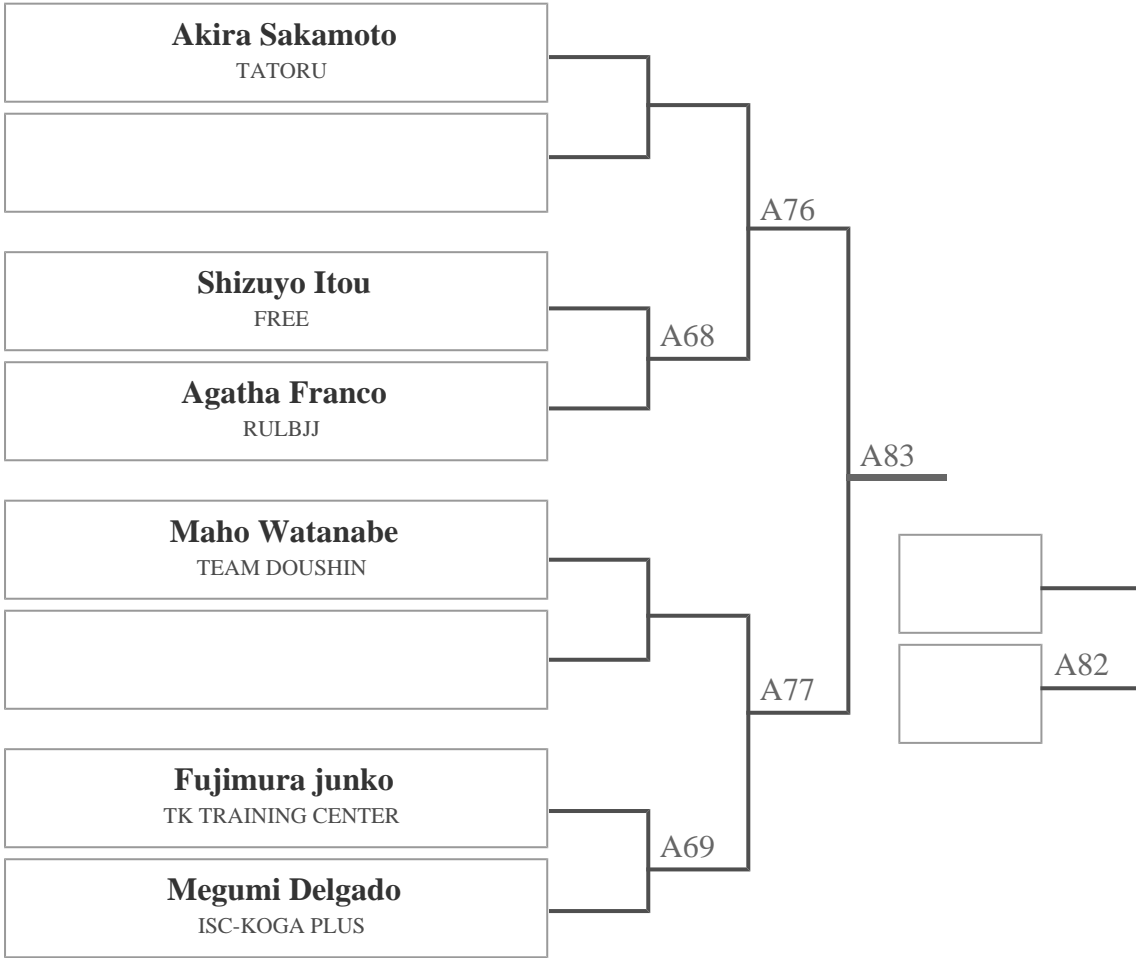 Akira Sakamoto
TATORU
A76
Shizuyo Itou
FREE
A68
Agatha Franco
RULBJJ
A83
Maho Watanabe
TEAM DOUSHIN
A82
A77
Fujimura junko
TK TRAINING CENTER
A69
Megumi Delgado
ISC-KOGA PLUS